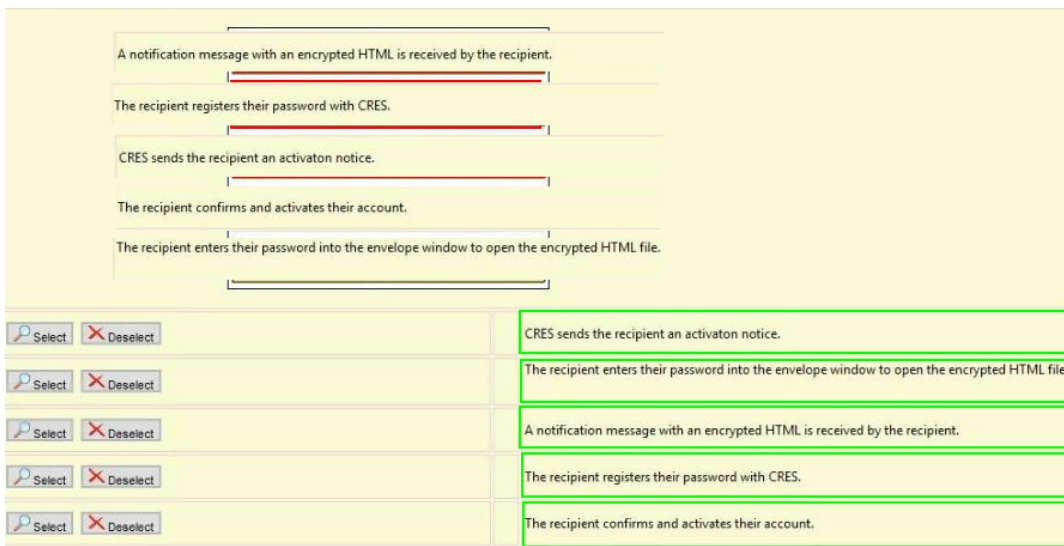 A notification message with an encrypted HTML is received by the recipient.
The recipient registers their password with CRES.
CRES sends the recipient an activaton notice.
The recipient confirms and activates their account.
The recipient enters their password into the envelope window to open the encrypted HTML file.
Select Deselect CRES sends the recipient an activaton notice.
Select Deselect The recipient enters their password into the envelope window to open the encrypted HTML file
Select Deselect A notification message with an encrypted HTML is received by the recipient.
Select Deselect The recipient registers their password with CRES.
Select Deselect The recipient confirms and activates their account.